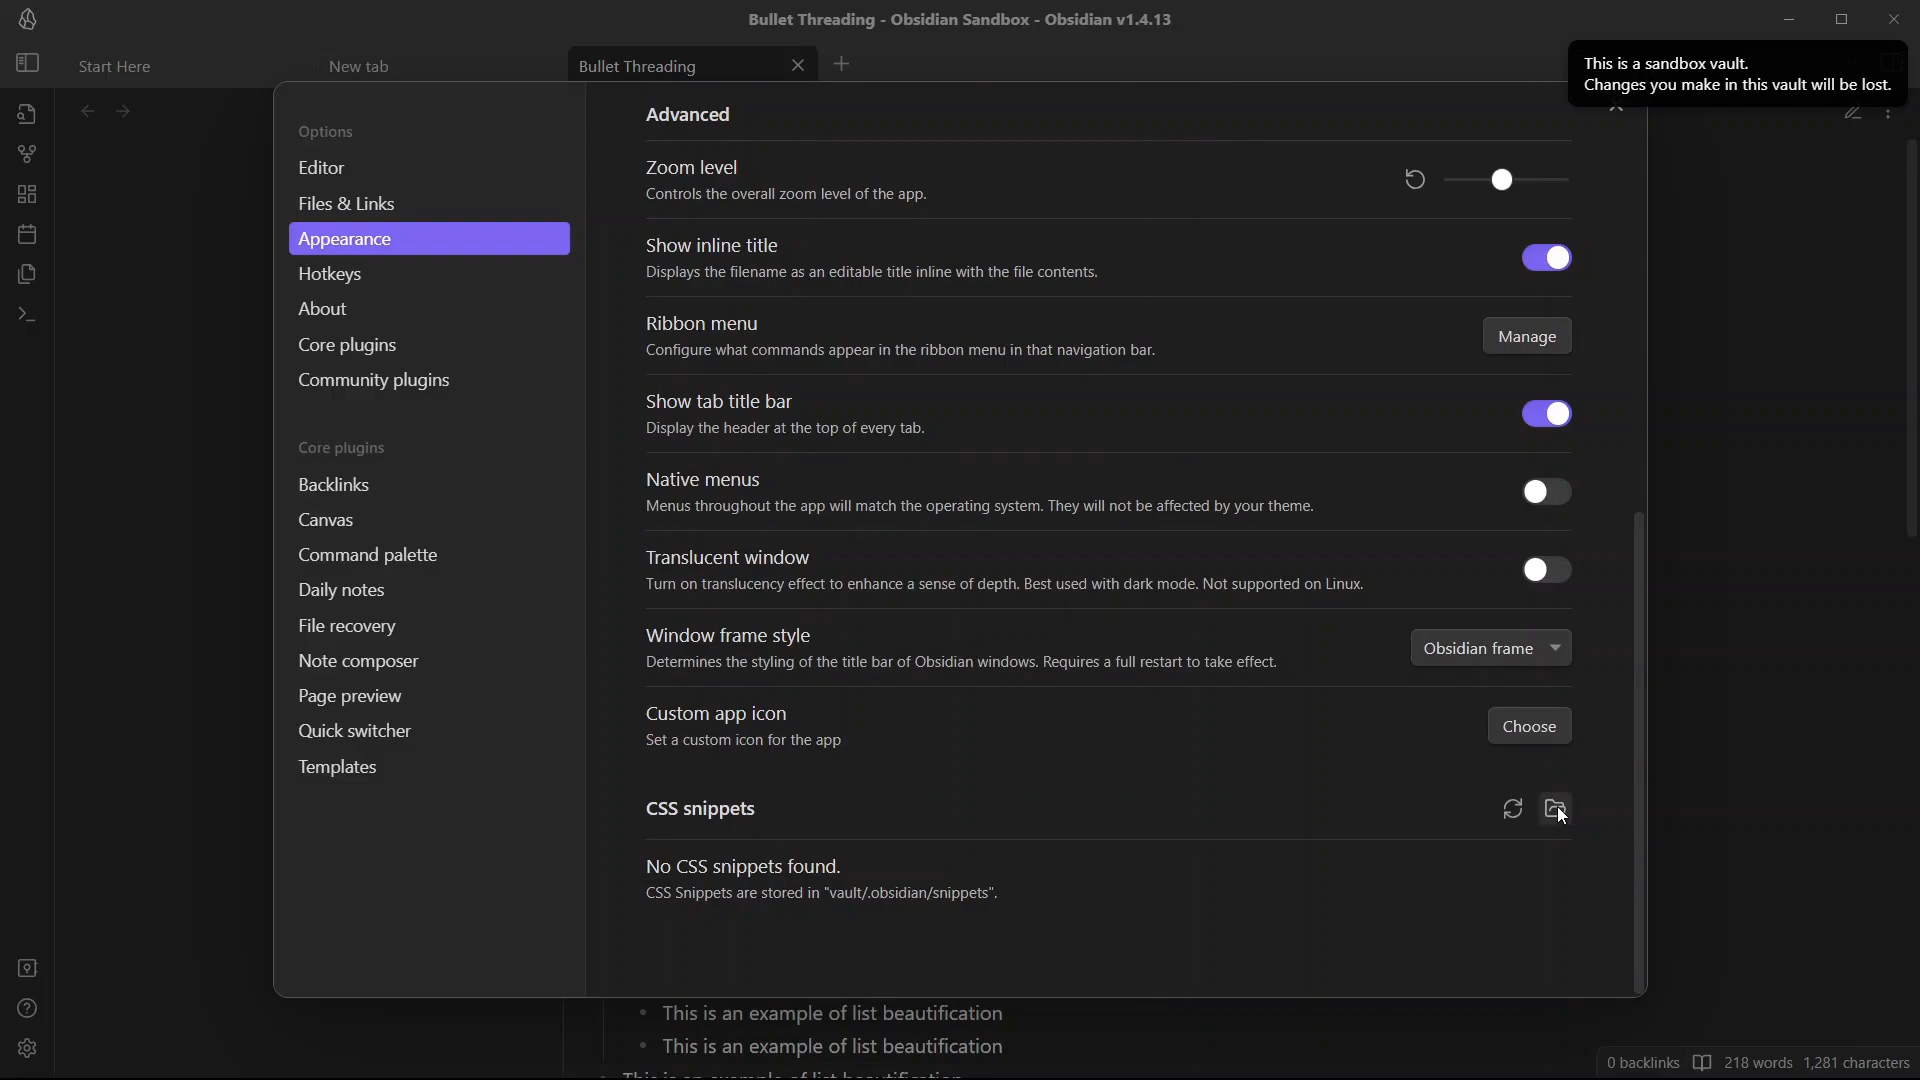 Bullet Threading - Obsidian Sandbox - Obsidian v1.4.13
Start Here
New tab
Bullet Threading
This is a sandbox vault.
Changes you make in this vault will be lost.
Options
Editor
Files & Links
Appearance
Hotkeys
About
Core plugins
Community plugins
Core plugins
Backlinks
Canvas
Command palette
Daily notes
File recovery
Note composer
Page preview
Quick switcher
Templates
Advanced
Zoom level
Controls the overall zoom level of the app.
Show inline title
Displays the filename as an editable title inline with the file contents.
Ribbon menu
Configure what commands appear in the ribbon menu in that navigation bar.
Manage
Show tab title bar
Display the header at the top of every tab.
Native menus
Menus throughout the app will match the operating system. They will not be affected by your theme.
Translucent window
Turn on translucency effect to enhance a sense of depth. Best used with dark mode. Not supported on Linux.
Window frame style
Determines the styling of the title bar of Obsidian windows. Requires a full restart to take effect.
Obsidian frame
Custom app icon
Set a custom icon for the app
Choose
CSS snippets
No CSS snippets found.
CSS Snippets are stored in "vault/.obsidian/snippets".
This is an example of list beautification
This is an example of list beautification
This is an example of list beautification
0 backlinks 218 words 1,281 characters